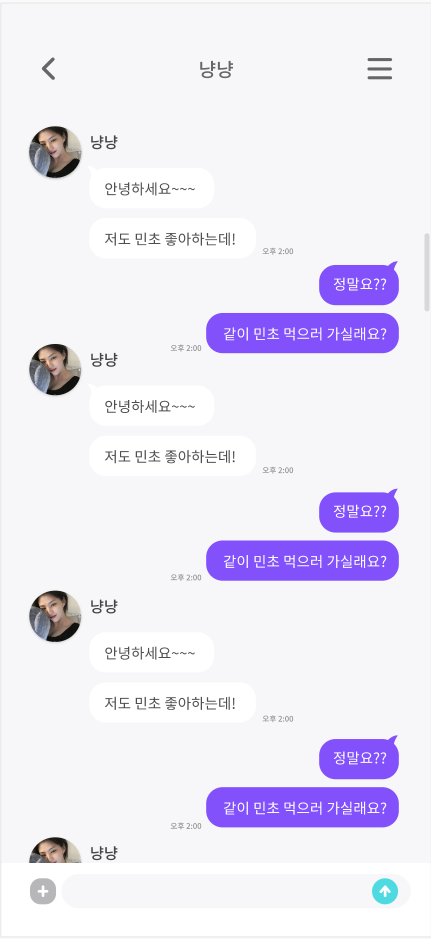 냥냥
냥냥
안녕하세요~~~
저도 민초 좋아하는데!
오후 2:00
정말요??
같이 민초 먹으러 가실래요?
오후 2:00
냥냥
안녕하세요~~~
저도 민초 좋아하는데!
오후 2:00
정말요??
같이 민초 먹으러 가실래요?
오후 2:00
냥냥
안녕하세요~~~
저도 민초 좋아하는데!
오후 2:00
정말요??
같이 민초 먹으러 가실래요?
오후 2:00
냥냥